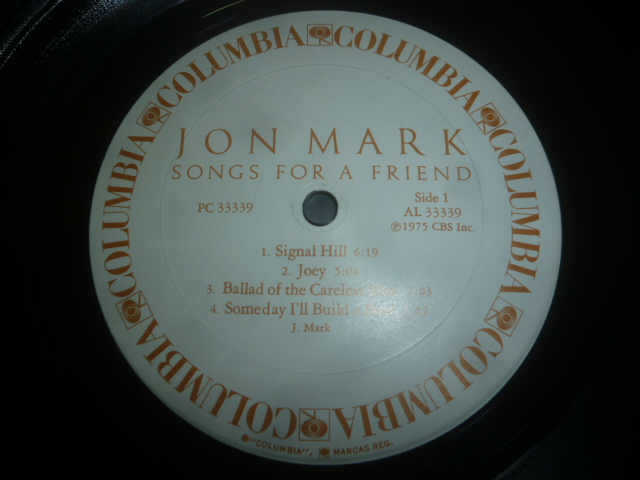 COLUMBIA COLUMBIA COLUMBIA COLUMBIA COLUMBIA COLUMBIA COLUMBIA COLUMBIA
JON MARK
SONGS FOR A FRIEND
PC 33339
Side 1
AL 33339
℗1975 CBS Inc.
1. Signal Hill 6:19
2. Joey 5:04
3. Ballad of the Careless :03
4. Someday I'll Build
J. Mark
®"COLUMBIA", MARCAS REG.